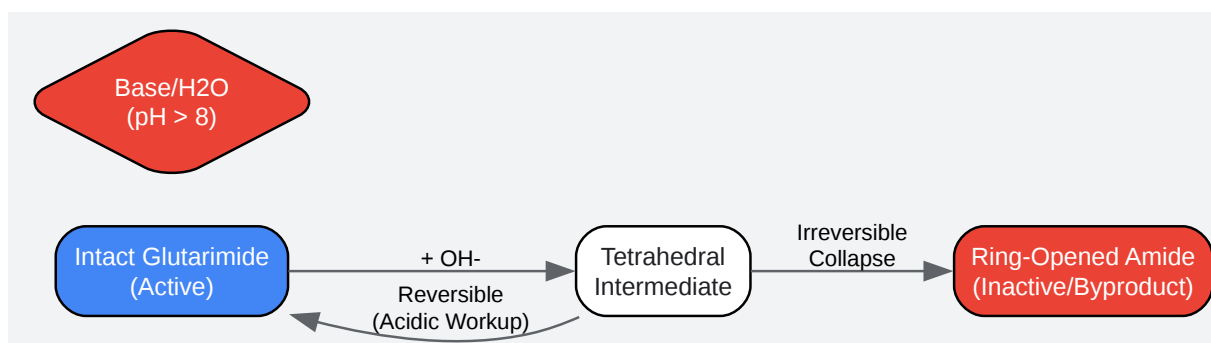 Base/H2O
(pH > 8)
Intact Glutarimide
(Active)
+ OH-
Reversible
(Acidic Workup)
Tetrahedral
Intermediate
Irreversible
Collapse
Ring-Opened Amide
(Inactive/Byproduct)